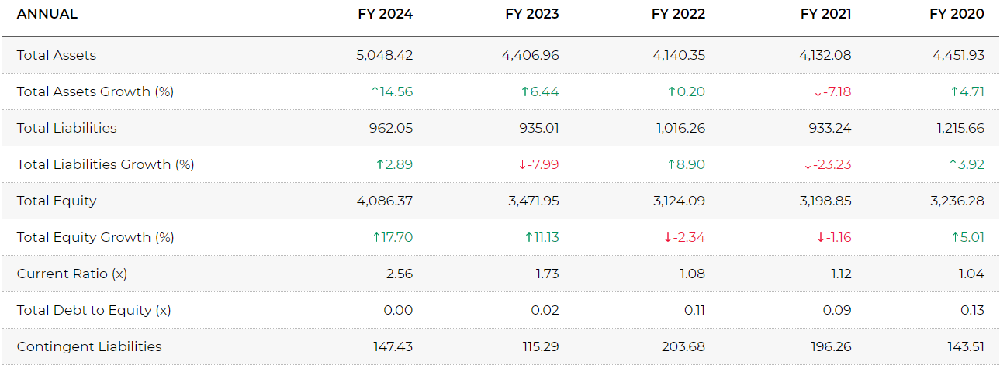 ANNUAL FY 2024 FY 2023 FY 2022 FY 2021 FY 2020
Total Assets 5,048.42 4,406.96 4,140.35 4,132.08 4,451.93
Total Assets Growth (%) ↑14.56 ↑6.44 ↑0.20 ↓-7.18 ↑4.71
Total Liabilities 962.05 935.01 1,016.26 933.24 1,215.66
Total Liabilities Growth (%) ↑2.89 ↓-7.99 ↑8.90 ↓-23.23 ↑3.92
Total Equity 4,086.37 3,471.95 3,124.09 3,198.85 3,236.28
Total Equity Growth (%) ↑17.70 ↑11.13 ↓-2.34 ↓-1.16 ↑5.01
Current Ratio (x) 2.56 1.73 1.08 1.12 1.04
Total Debt to Equity (x) 0.00 0.02 0.11 0.09 0.13
Contingent Liabilities 147.43 115.29 203.68 196.26 143.51